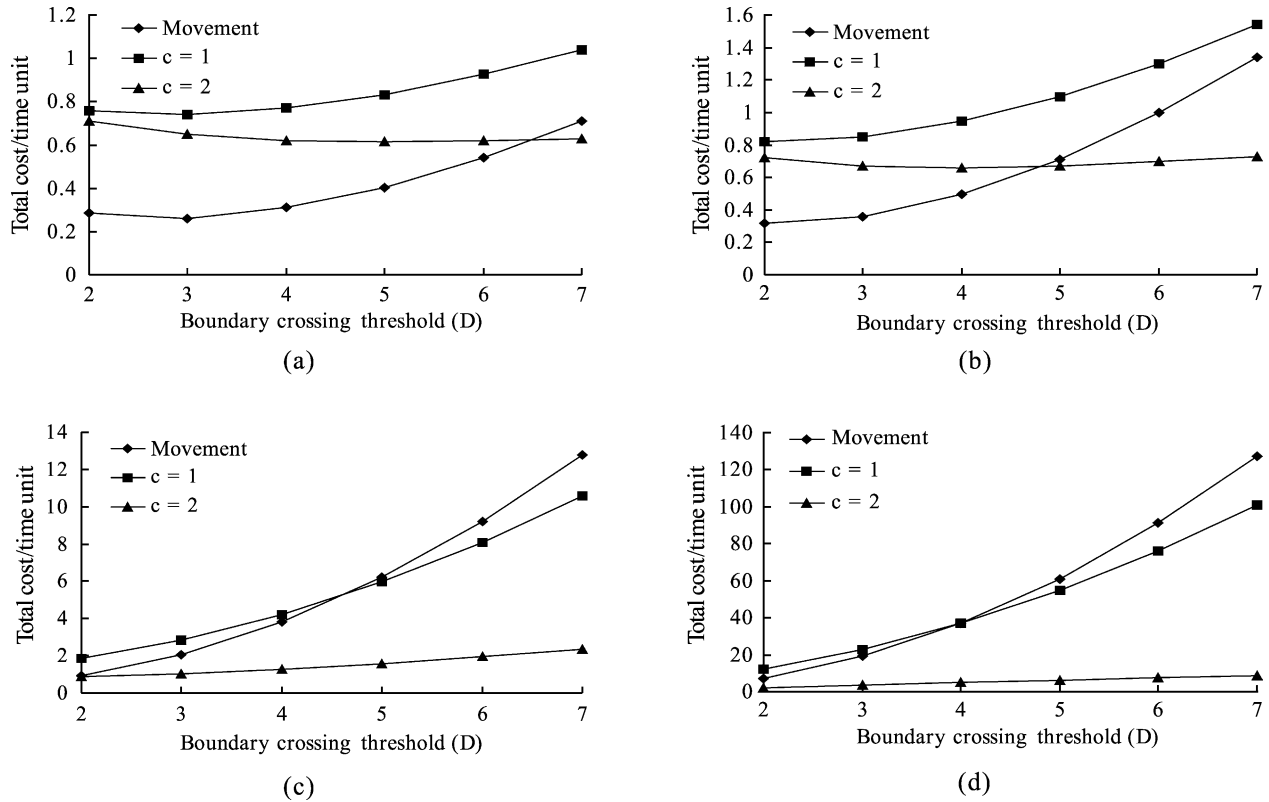 1.2
1
0.8
0.6
0.4
0.2
0
Total cost/time unit
Movement
c = 1
c = 2
2 3 4 5 6 7
Boundary crossing threshold (D)
(a)
1.6
1.4
1.2
1
0.8
0.6
0.4
0.2
0
Total cost/time unit
Movement
c = 1
c = 2
2 3 4 5 6 7
Boundary crossing threshold (D)
(b)
14
12
10
8
6
4
2
0
Total cost/time unit
Movement
c = 1
c = 2
2 3 4 5 6 7
Boundary crossing threshold (D)
(c)
140
120
100
80
60
40
20
0
Total cost/time unit
Movement
c = 1
c = 2
2 3 4 5 6 7
Boundary crossing threshold (D)
(d)